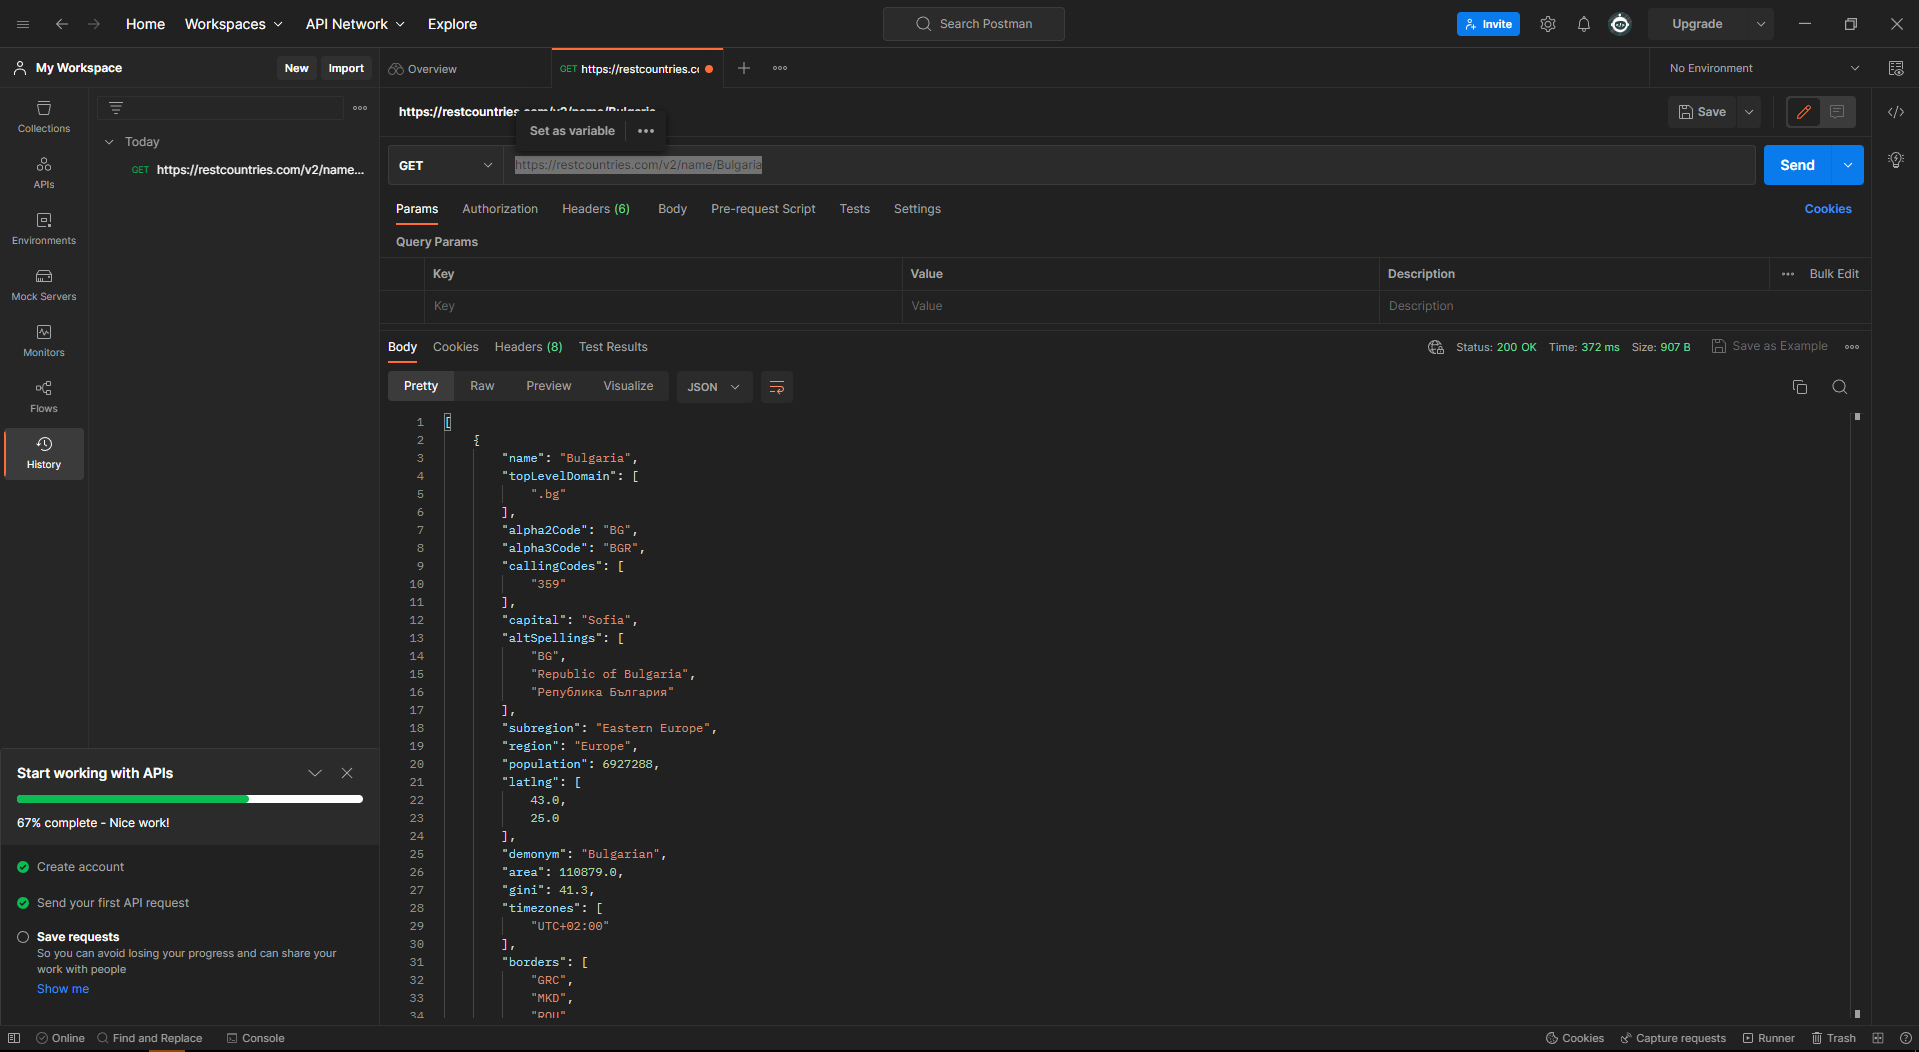 Home
Workspaces
API Network
Explore
Search Postman
Invite
Upgrade
My Workspace
New
Import
Overview
GET https://restcountries.cc
No Environment
Collections
APIs
Environments
Mock Servers
Monitors
Flows
History
Today
GET https://restcountries.com/v2/name...
https://restcountries.com/v2/name/Bulgaria
Set as variable
Save
GET
https://restcountries.com/v2/name/Bulgaria
Send
Params
Authorization
Headers (6)
Body
Pre-request Script
Tests
Settings
Cookies
Query Params
Key
Value
Description
Bulk Edit
Key
Value
Description
Body
Cookies
Headers (8)
Test Results
Status: 200 OK
Time: 372 ms
Size: 907 B
Save as Example
Pretty
Raw
Preview
Visualize
JSON
1 [
2 {
3 "name": "Bulgaria",
4 "topLevelDomain": [
5 ".bg"
6 ],
7 "alpha2Code": "BG",
8 "alpha3Code": "BGR",
9 "callingCodes": [
10 "359"
11 ],
12 "capital": "Sofia",
13 "altSpellings": [
14 "BG",
15 "Republic of Bulgaria",
16 "Република България"
17 ],
18 "subregion": "Eastern Europe",
19 "region": "Europe",
20 "population": 6927288,
21 "latlng": [
22 43.0,
23 25.0
24 ],
25 "demonym": "Bulgarian",
26 "area": 110879.0,
27 "gini": 41.3,
28 "timezones": [
29 "UTC+02:00"
30 ],
31 "borders": [
32 "GRC",
33 "MKD",
34 "ROU"
Start working with APIs
67% complete - Nice work!
Create account
Send your first API request
Save requests
So you can avoid losing your progress and can share your
work with people
Show me
Online
Find and Replace
Console
Cookies
Capture requests
Runner
Trash